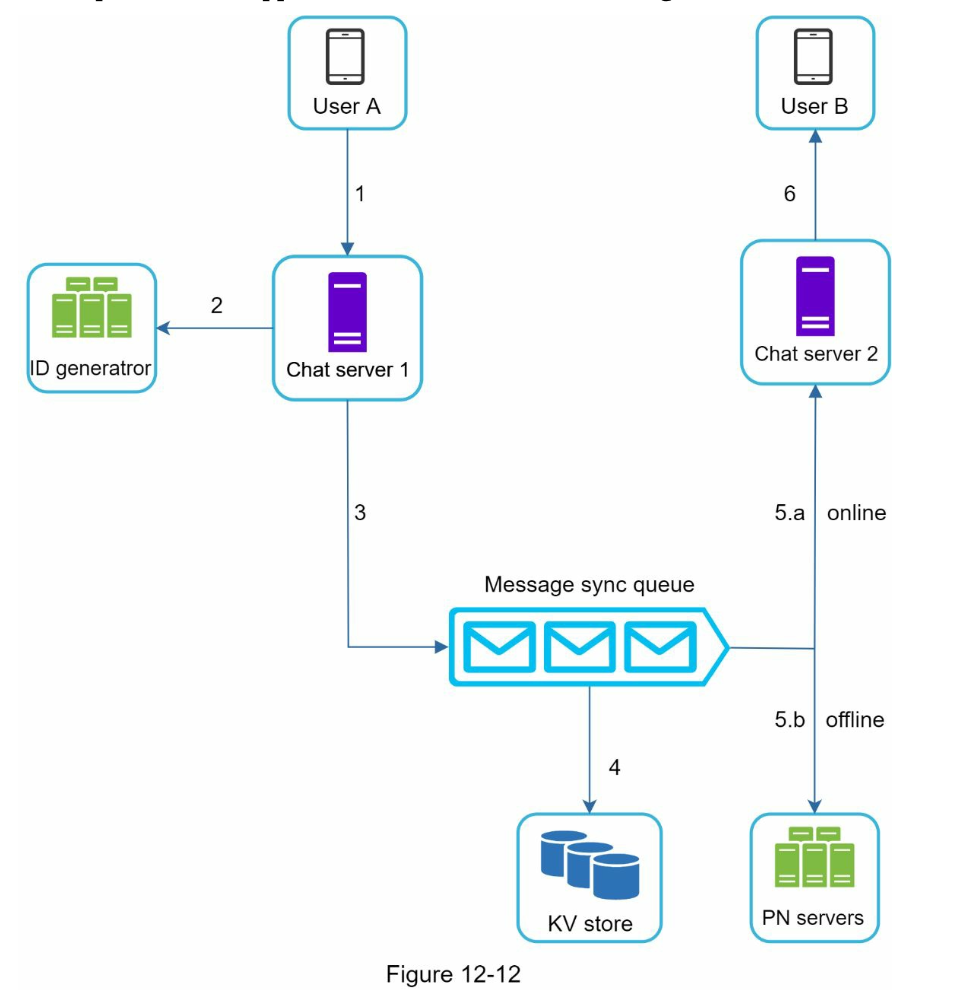 User A
User B
1
6
2
ID generatror
Chat server 1
Chat server 2
3
5.a online
Message sync queue
5.b offline
4
KV store
PN servers
Figure 12-12